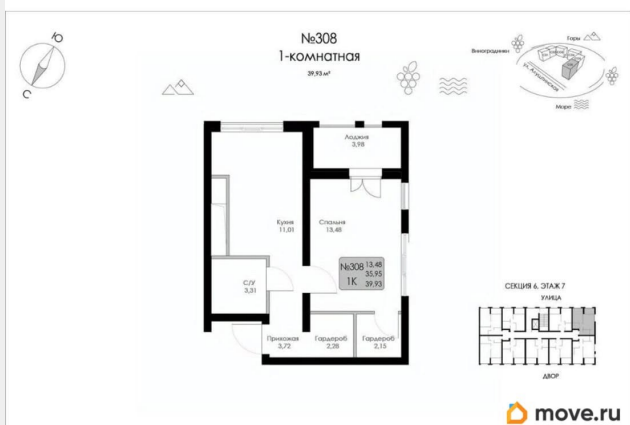 №308
1-комнатная
39,93 м²
Ю
С
Горы
Виноградники
ул. Алуштинская
Море
Лоджия
3,98
Кухня
11,01
Спальня
13,48
№308
1К
13,48
35,95
39,93
С/У
3,31
Прихожая
3,72
Гардероб
2,28
Гардероб
2,15
СЕКЦИЯ 6, ЭТАЖ 7
УЛИЦА
ДВОР
move.ru